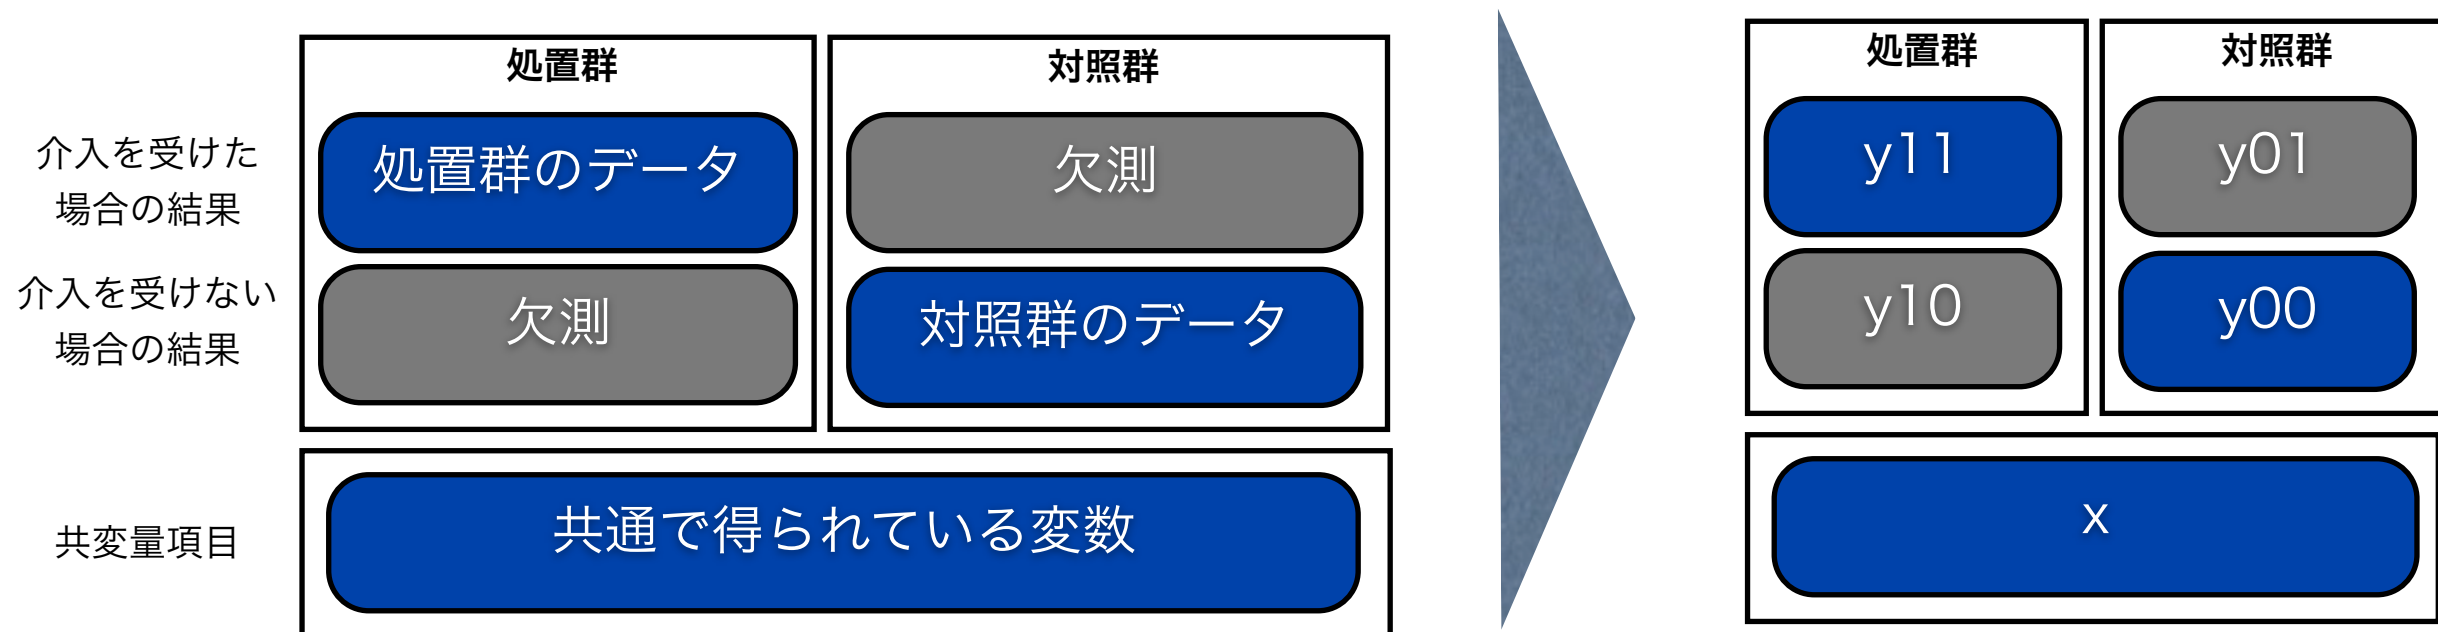 処置群
対照群
介入を受けた
場合の結果
処置群のデータ
欠測
介入を受けない
場合の結果
欠測
対照群のデータ
共変量項目
共通で得られている変数
処置群
対照群
y11
y01
y10
y00
x